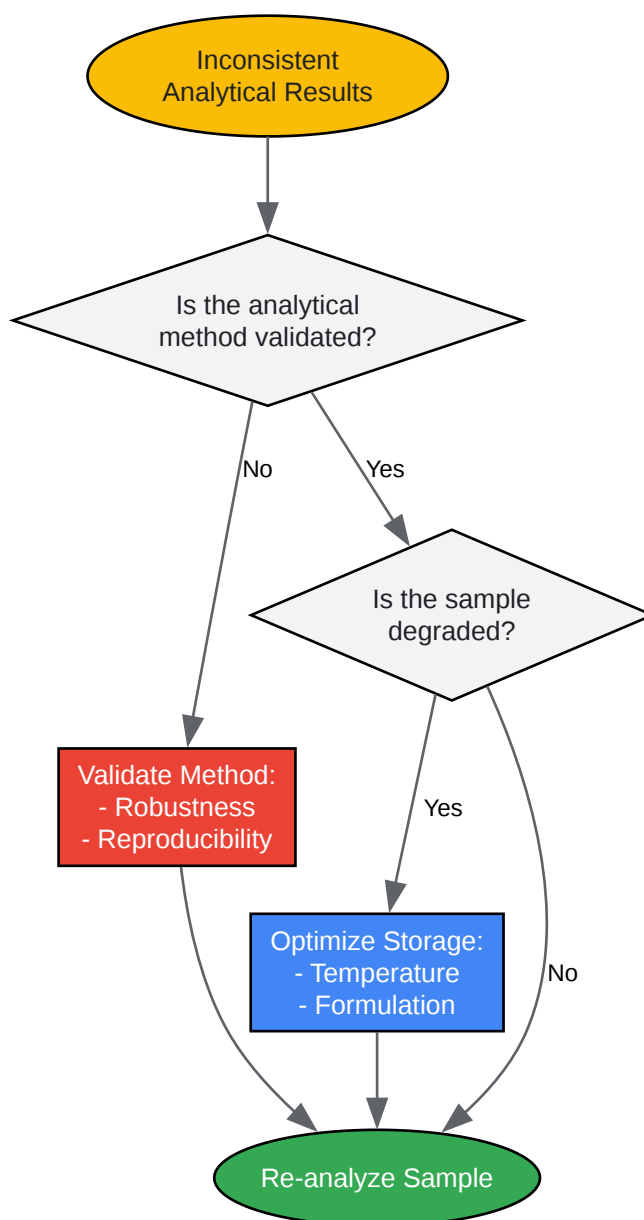 Inconsistent
Analytical Results
Is the analytical
method validated?
No
Yes
Is the sample
degraded?
Validate Method:
- Robustness
- Reproducibility
Yes
Optimize Storage:
- Temperature
- Formulation
No
Re-analyze Sample